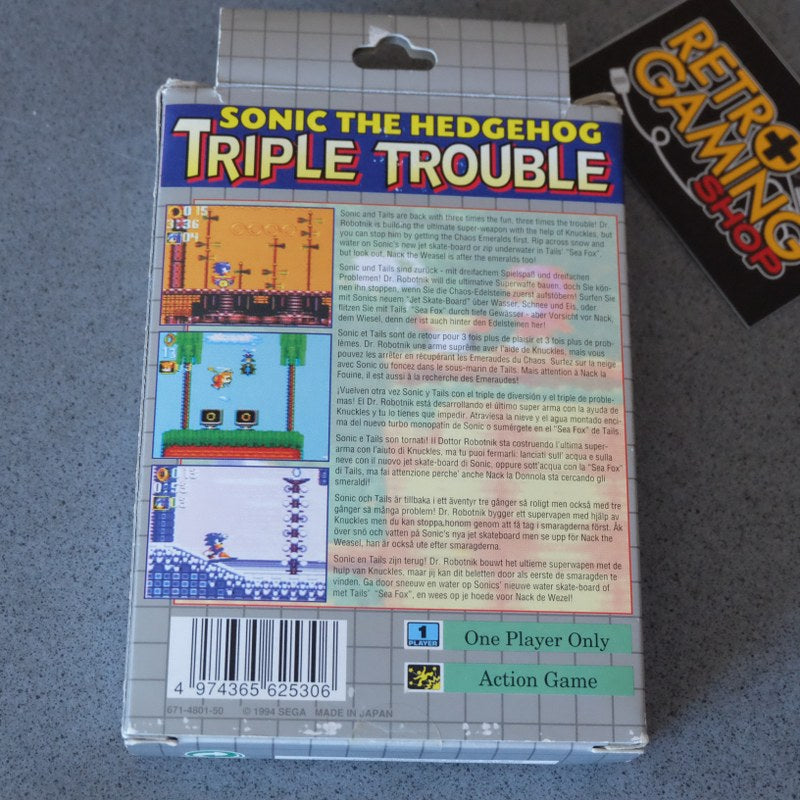 SONIC THE HEDGEHOG
TRIPLE TROUBLE
RETRO
GAMING
SHOP
Sonic and Tails are back with three times the fun, three times the trouble! Dr.
Robotnik is building the ultimate super-weapon with the help of Knuckles, but
you can stop him by getting the Chaos Emeralds first. Rip across snow and
water on Sonic's new jet skate-board or zip underwater in Tails' "Sea Fox",
but look out, Nack the Weasel is after the emeralds too!
Sonic und Tails sind zurück - mit dreifachem Spielspaß und dreifachen
Problemen! Dr. Robotnik will die ultimative Superwaffe bauen, doch Sie kön-
nen ihn stoppen, wenn Sie die Chaos-Edelsteine zuerst aufstöbern! Surfen Sie
mit Sonics neuem "Jet Skate-Board" über Wasser, Schnee und Eis, oder
flitzen Sie mit Tails "Sea Fox" durch tiefe Gewässer - aber Vorsicht vor Nack,
dem Wiesel, denn der ist auch hinter den Edelsteinen her!
Sonic et Tails sont de retour pour 3 fois plus de plaisir et 3 fois plus de prob-
lèmes. Dr. Robotnik une arme suprême avec l'aide de Knuckles, mais vous
pouvez les arrêter en récupérant les Emeraudes du Chaos. Surfez sur la neige
avec Sonic ou foncez dans le sous-marin de Tails. Mais attention à Nack la
Fouine, il est aussi à la recherche des Emeraudes!
¡Vuelven otra vez Sonic y Tails con el triple de diversión y el triple de proble-
mas! El Dr. Robotnik está desarrollando el último super arma con la ayuda de
Knuckles y tu lo tienes que impedir. Atraviesa la nieve y el agua montado enci-
ma del nuevo turbo monopatín de Sonic o sumérgete en el "Sea Fox" de Tails.
Sonic e Tails son tornati! Il Dottor Robotnik sta costruendo l'ultima super-
arma con l'aiuto di Knuckles, ma tu puoi fermarli: lanciati sull' acqua e sulla
neve con il nuovo jet skate-board di Sonic, oppure sott'acqua con la "Sea Fox"
di Tails, ma fai attenzione perche' anche Nack la Donnola sta cercando gli
smeraldi!
Sonic och Tails är tillbaka i ett äventyr tre gånger så roligt men också med tre
gånger så många problem! Dr. Robotnik bygger ett supervapen med hjälp av
Knuckles men du kan stoppa honom genom att få tag i smaragderna först. Åk
över snö och vatten på Sonic's nya jet skateboard men se upp för Nack the
Weasel, han är också ute efter smaragderna.
Sonic en Tails zijn terug! Dr. Robotnik bouwt het ultieme superwapen met de
hulp van Knuckles, maar jij kan dit beletten door als eerste de smaragden te
vinden. Ga door sneeuw en water op Sonics' nieuwe water skate-board of
met Tails' "Sea Fox", en wees op je hoede voor Nack de Wezel!
4 974365 625306
671-4801-50 © 1994 SEGA MADE IN JAPAN
1
PLAYER
One Player Only
Action Game